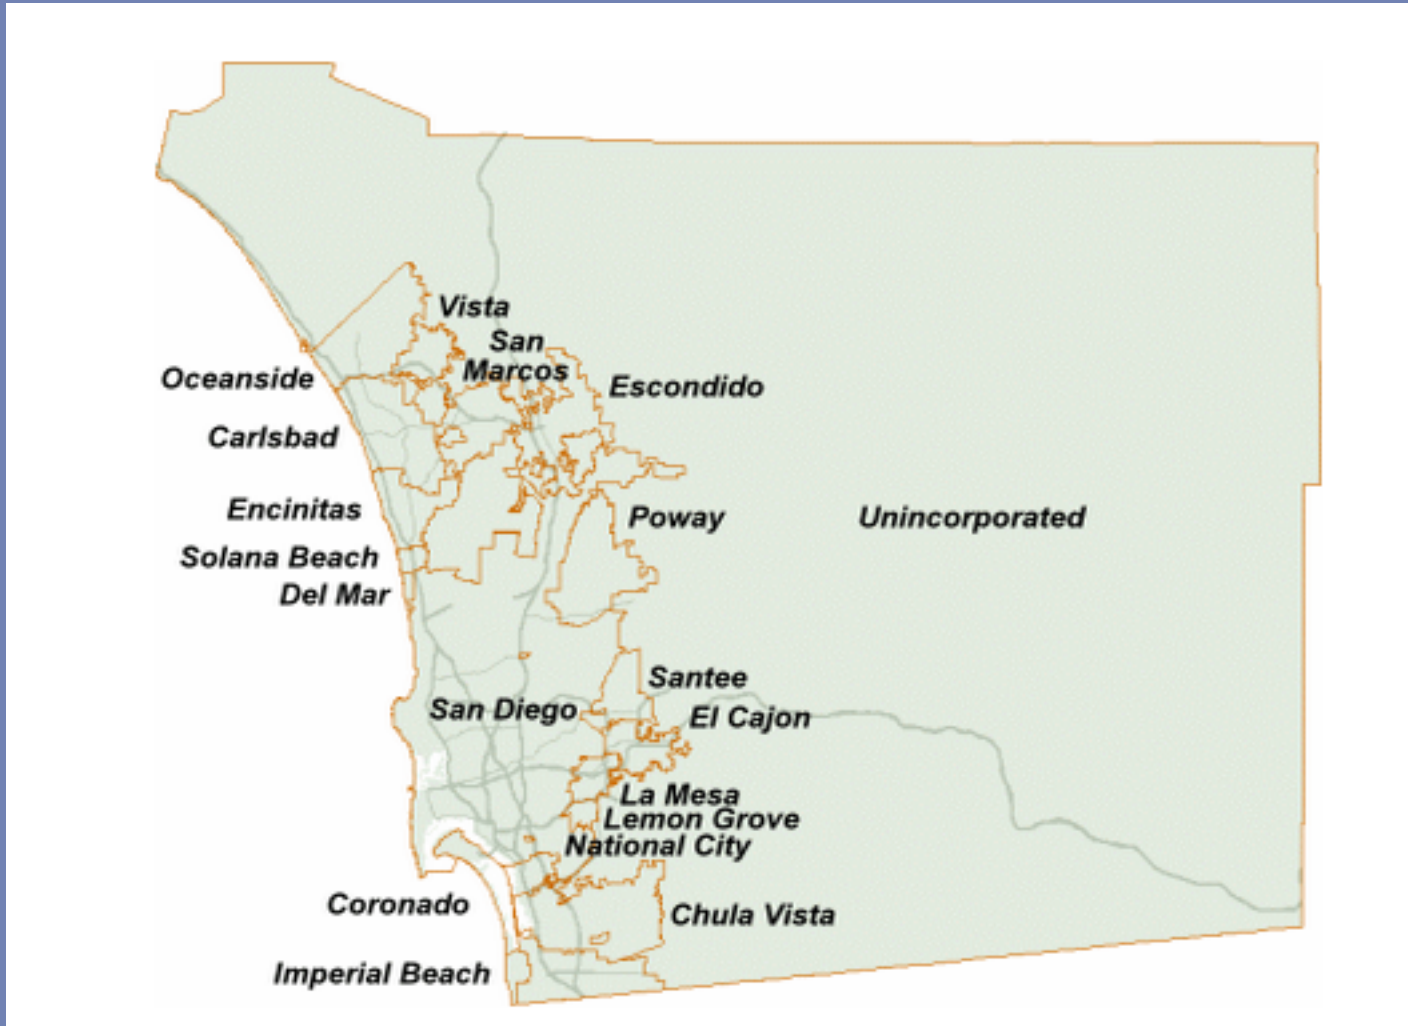 Vista
San
Marcos
Oceanside
Escondido
Carlsbad
Encinitas
Poway
Unincorporated
Solana Beach
Del Mar
Santee
San Diego
El Cajon
La Mesa
Lemon Grove
National City
Coronado
Chula Vista
Imperial Beach